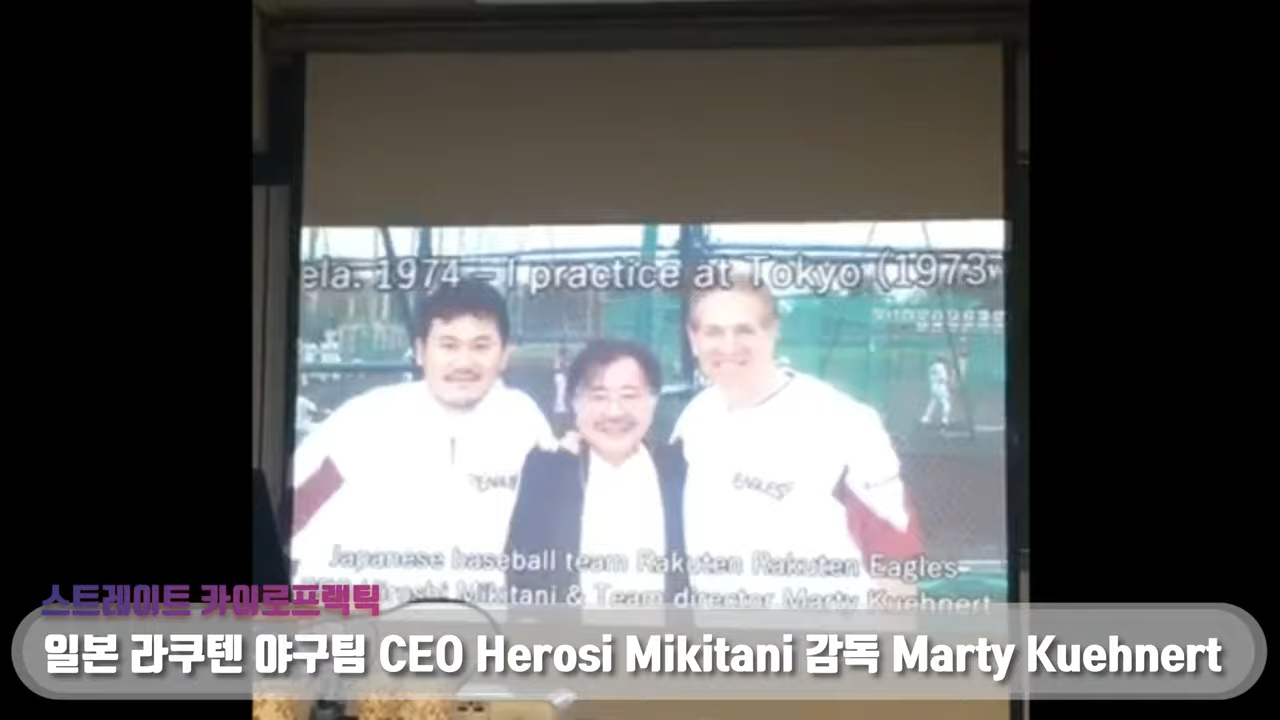 ela. 1974 – I practice at Tokyo (1973~
EAGLES
Japanese baseball team Rakuten Rakuten Eagles-
Hiroshi Mikitani & Team director Marty Kuehnert
스트레이트 카이로프랙틱
일본 라쿠텐 야구팀 CEO Herosi Mikitani 감독 Marty Kuehnert